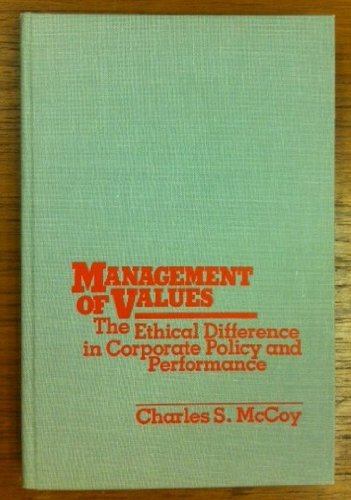 MANAGEMENT
OF VALUES
The Ethical Difference
in Corporate Policy and
Performance
Charles S. McCoy